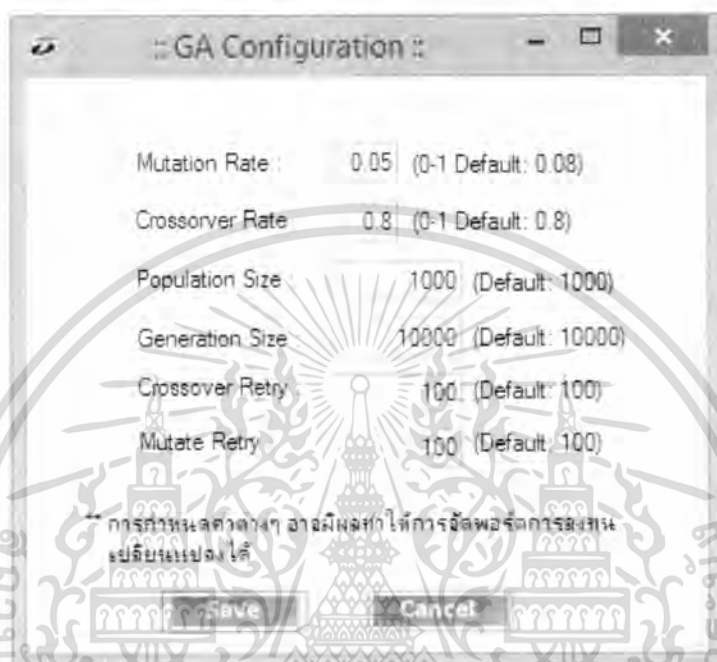 :: GA Configuration ::
Mutation Rate : 0.05 (0-1 Default: 0.08)
Crossorver Rate 0.8 (0-1 Default: 0.8)
Population Size : 1000 (Default: 1000)
Generation Size : 10000 (Default: 10000)
Crossover Retry : 100 (Default: 100)
Mutate Retry 100 (Default: 100)
** การกำหนดค่าต่างๆ อาจมีผลทำให้การจัดพอร์ตการลงทุน
เปลี่ยนแปลงได้
Save Cancel